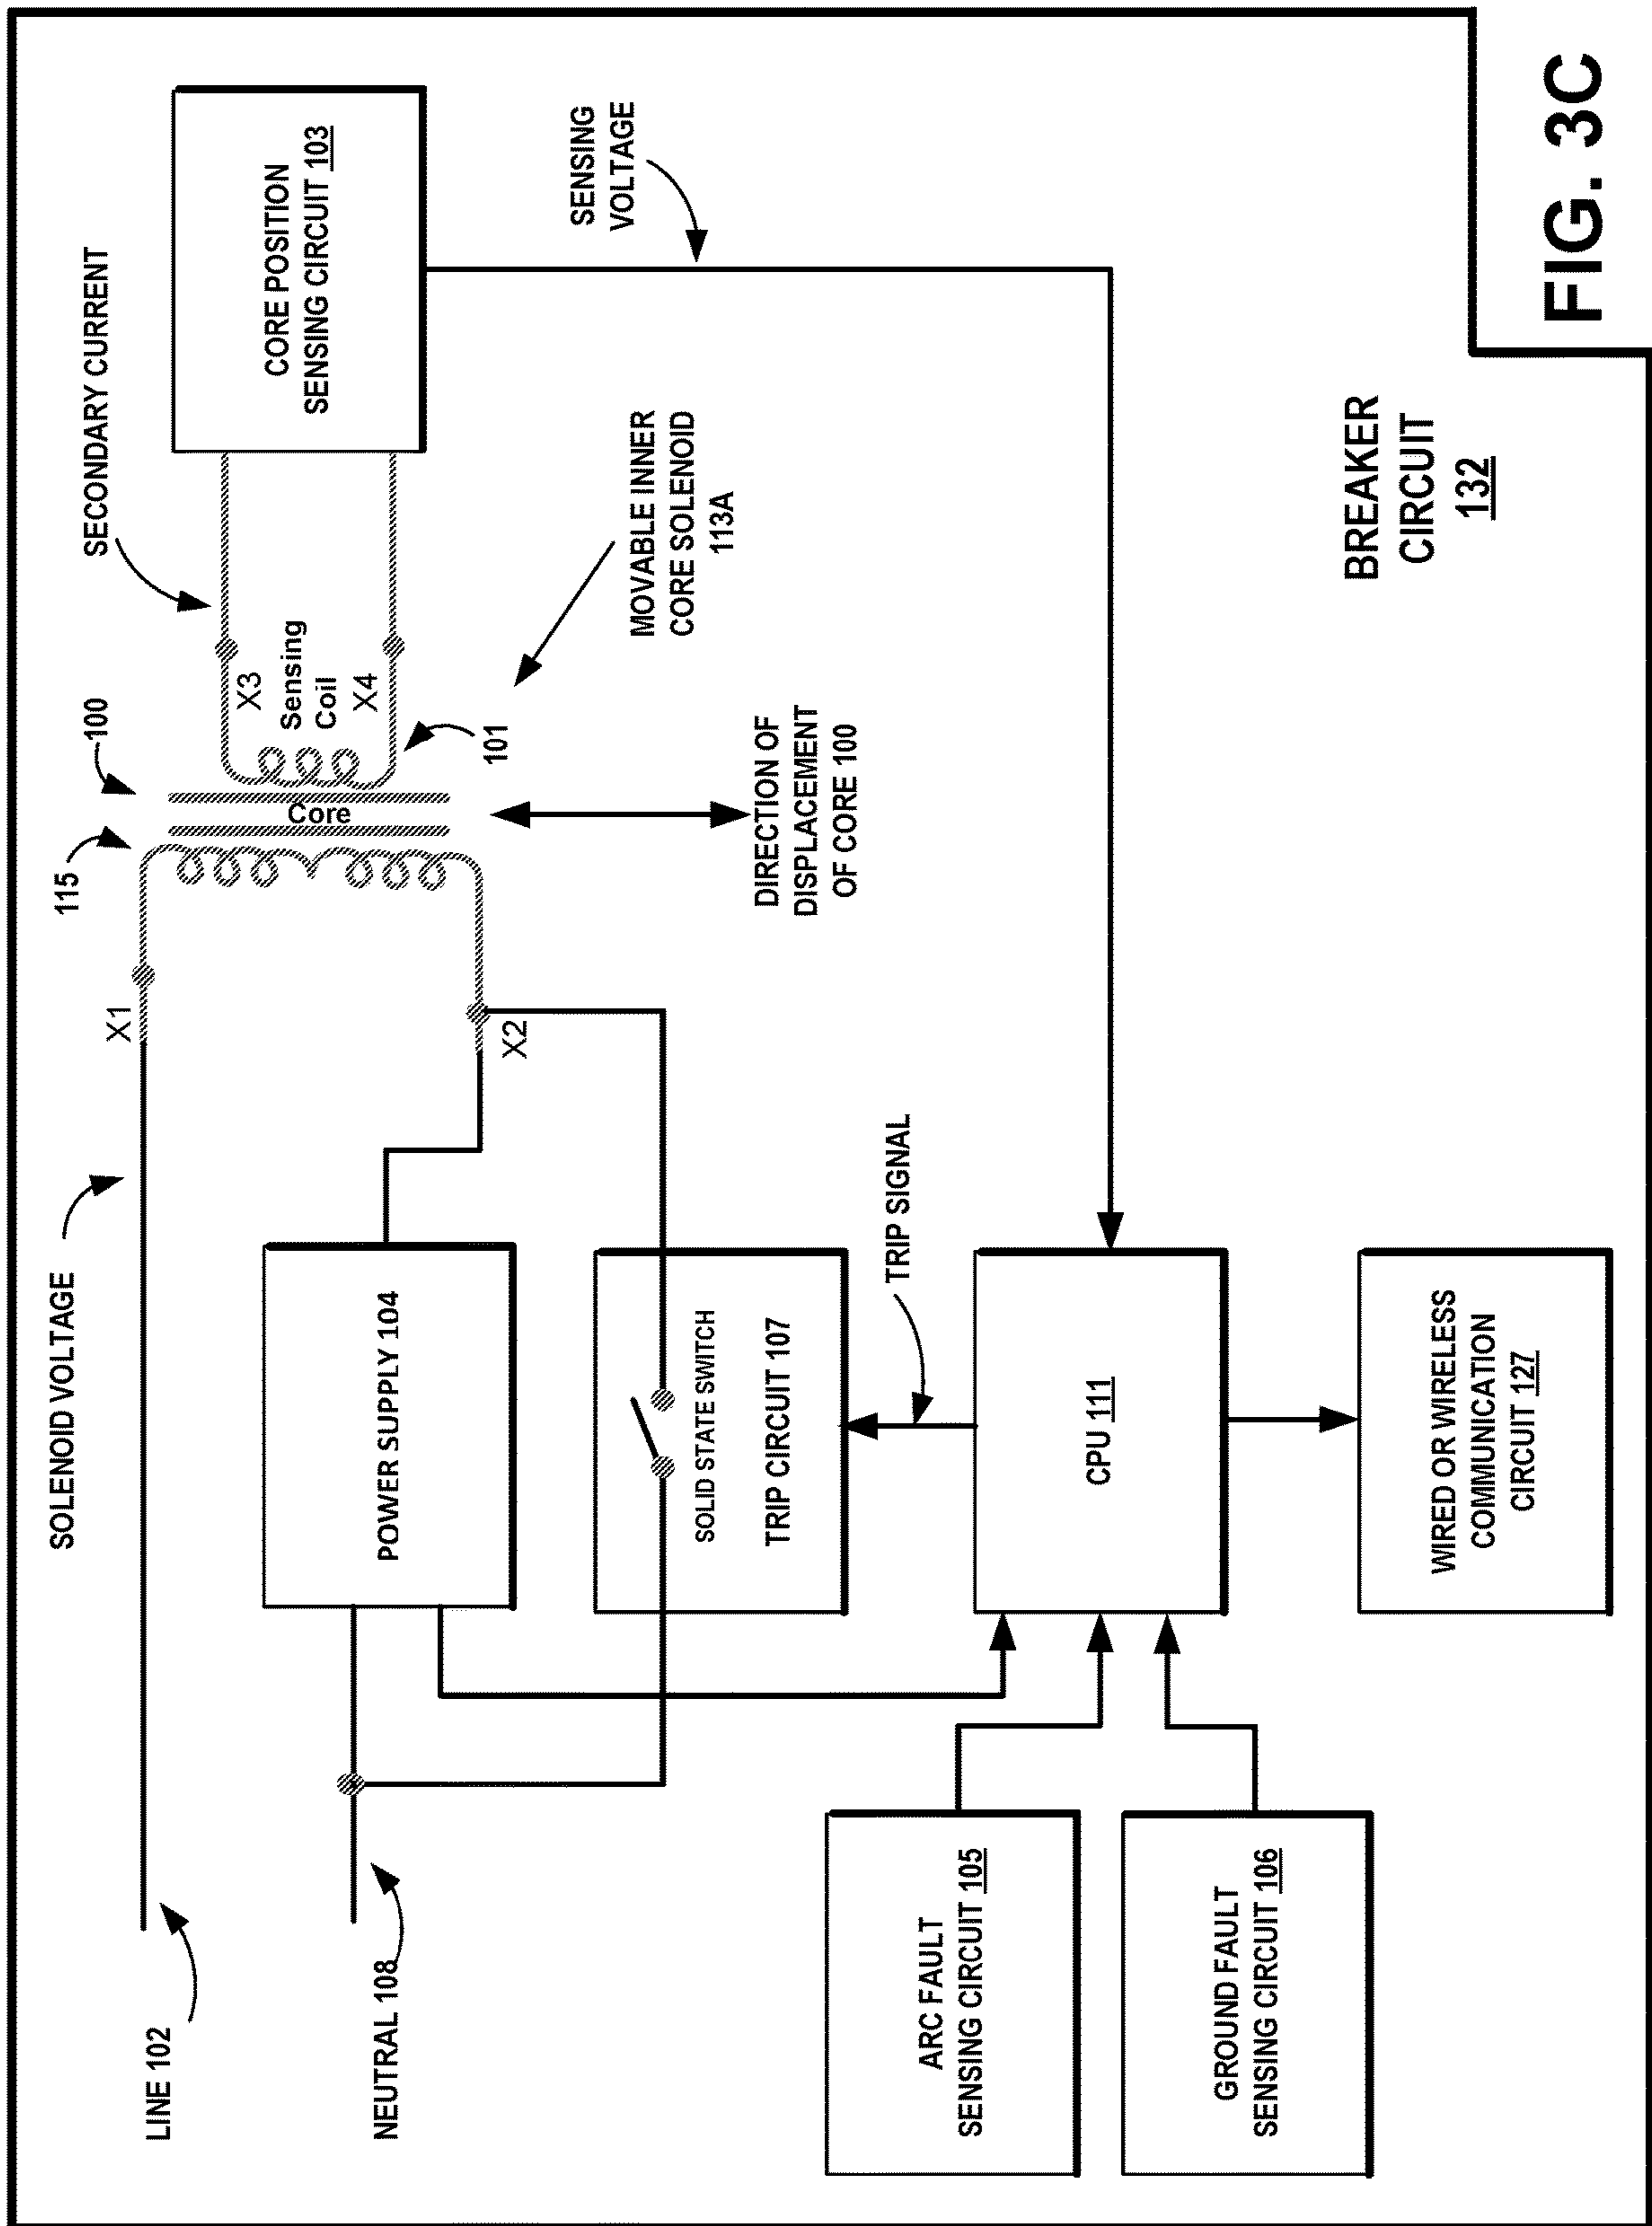 SOLENOID VOLTAGE
115
100
SECONDARY CURRENT
LINE 102
X1
Core
X3
Sensing
Coil
X4
CORE POSITION
SENSING CIRCUIT 103
NEUTRAL 108
POWER SUPPLY 104
X2
101
SENSING
VOLTAGE
MOVABLE INNER
CORE SOLENOID
113A
SOLID STATE SWITCH
TRIP CIRCUIT 107
DIRECTION OF
DISPLACEMENT
OF CORE 100
TRIP SIGNAL
ARC FAULT
SENSING CIRCUIT 105
CPU 111
GROUND FAULT
SENSING CIRCUIT 106
WIRED OR WIRELESS
COMMUNICATION
CIRCUIT 127
BREAKER
CIRCUIT
132
FIG. 3C